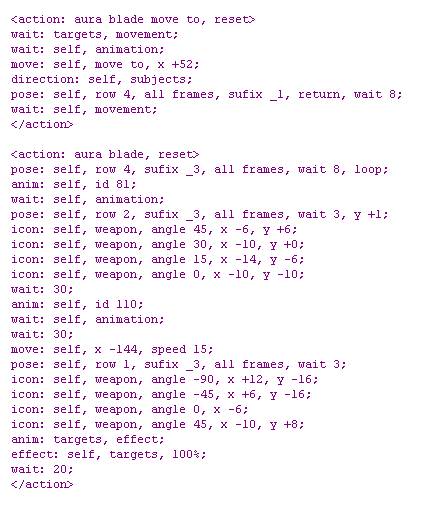 <action: aura blade move to, reset>
wait: targets, movement;
wait: self, animation;
move: self, move to, x +52;
direction: self, subjects;
pose: self, row 4, all frames, sufix _1, return, wait 8;
wait: self, movement;
</action>

<action: aura blade, reset>
pose: self, row 4, sufix _3, all frames, wait 8, loop;
anim: self, id 81;
wait: self, animation;
pose: self, row 2, sufix _3, all frames, wait 3, y +1;
icon: self, weapon, angle 45, x -6, y +6;
icon: self, weapon, angle 30, x -10, y +0;
icon: self, weapon, angle 15, x -14, y -6;
icon: self, weapon, angle 0, x -10, y -10;
wait: 30;
anim: self, id 110;
wait: self, animation;
wait: 30;
move: self, x -144, speed 15;
pose: self, row 1, sufix _3, all frames, wait 3;
icon: self, weapon, angle -90, x +12, y -16;
icon: self, weapon, angle -45, x +6, y -16;
icon: self, weapon, angle 0, x -6;
icon: self, weapon, angle 45, x -10, y +8;
anim: targets, effect;
effect: self, targets, 100%;
wait: 20;
</action>